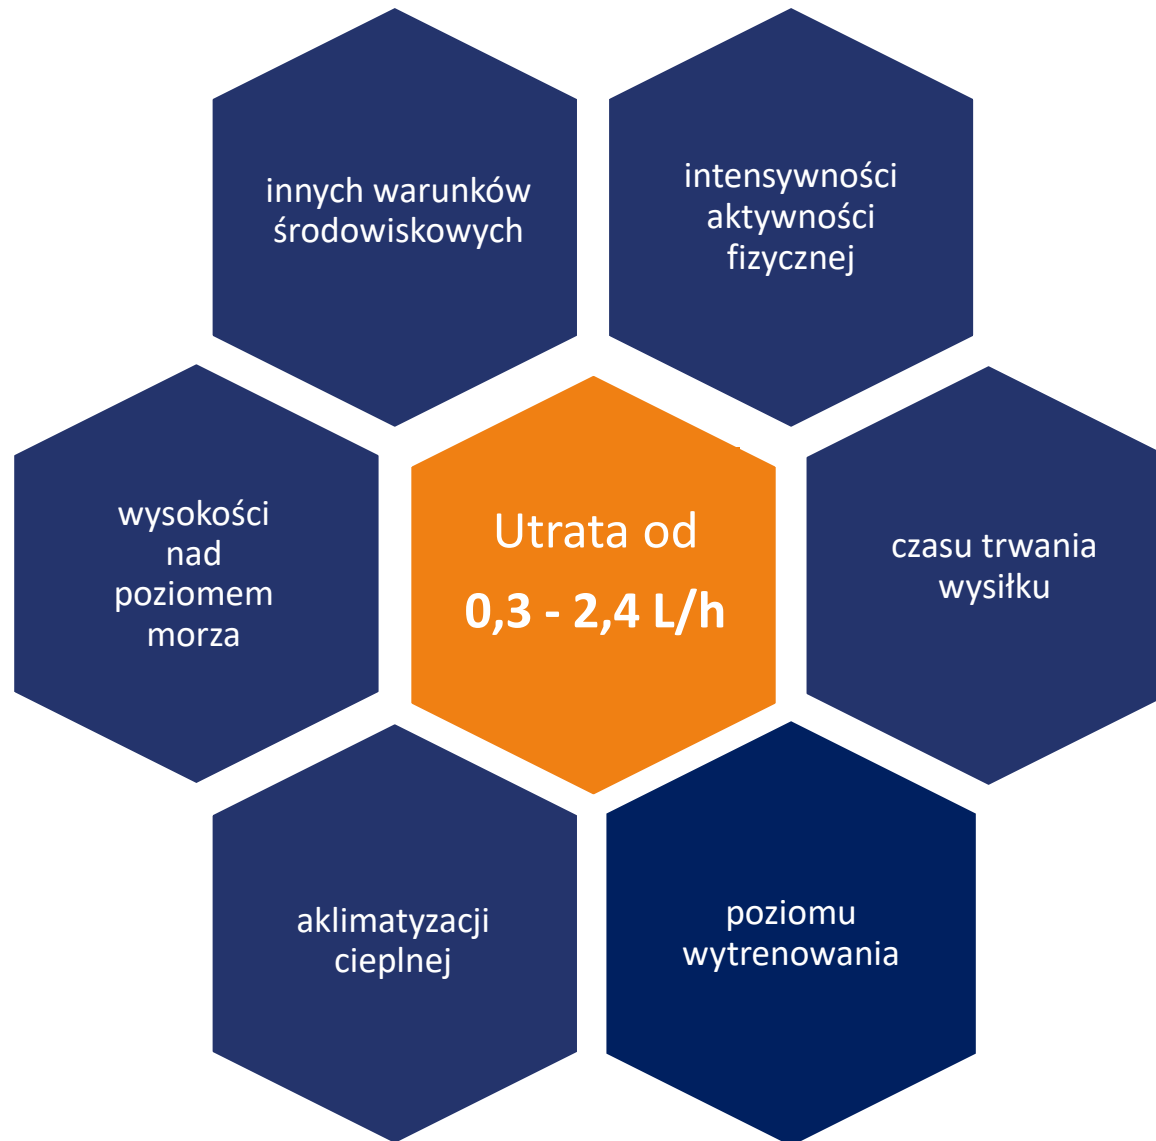 innych warunków
środowiskowych
intensywności
aktywności
fizycznej
wysokości
nad
poziomem
morza
Utrata od
0,3 - 2,4 L/h
czasu trwania
wysiłku
aklimatyzacji
cieplnej
poziomu
wytrenowania